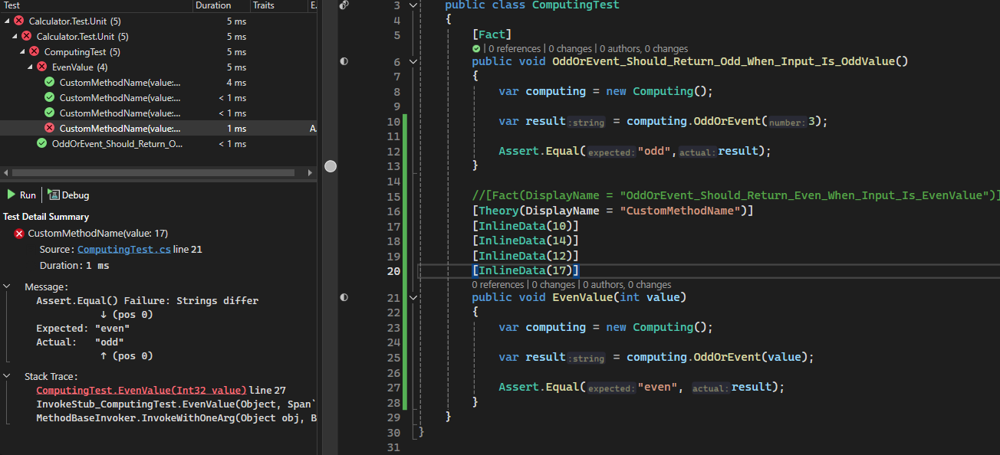 Test Duration Traits E.
Calculator.Test.Unit (5) 5 ms
Calculator.Test.Unit (5) 5 ms
ComputingTest (5) 5 ms
EvenValue (4) 5 ms
CustomMethodName(value:... 4 ms
CustomMethodName(value:... < 1 ms
CustomMethodName(value:... < 1 ms
CustomMethodName(value:... 1 ms A
OddOrEvent_Should_Return_O... < 1 ms
Run Debug
Test Detail Summary
CustomMethodName(value: 17)
Source: ComputingTest.cs line 21
Duration: 1 ms
Message:
Assert.Equal() Failure: Strings differ
↓ (pos 0)
Expected: "even"
Actual: "odd"
↑ (pos 0)
Stack Trace:
ComputingTest.EvenValue(Int32 value) line 27
InvokeStub_ComputingTest.EvenValue(Object, Span`
MethodBaseInvoker.InvokeWithOneArg(Object obj, B
3 public class ComputingTest
4 {
5 [Fact]
0 references | 0 changes | 0 authors, 0 changes
6 public void OddOrEvent_Should_Return_Odd_When_Input_Is_OddValue()
7 {
8 var computing = new Computing();
9
10 var result :string = computing.OddOrEvent( number: 3);
11
12 Assert.Equal( expected: "odd", actual: result);
13 }
14
15 //[Fact(DisplayName = "OddOrEvent_Should_Return_Even_When_Input_Is_EvenValue")]
16 [Theory(DisplayName = "CustomMethodName")]
17 [InlineData(10)]
18 [InlineData(14)]
19 [InlineData(12)]
20 [InlineData(17)]
0 references | 0 changes | 0 authors, 0 changes
21 public void EvenValue(int value)
22 {
23 var computing = new Computing();
24
25 var result :string = computing.OddOrEvent(value);
26
27 Assert.Equal( expected: "even", actual: result);
28 }
29 }
30 }
31